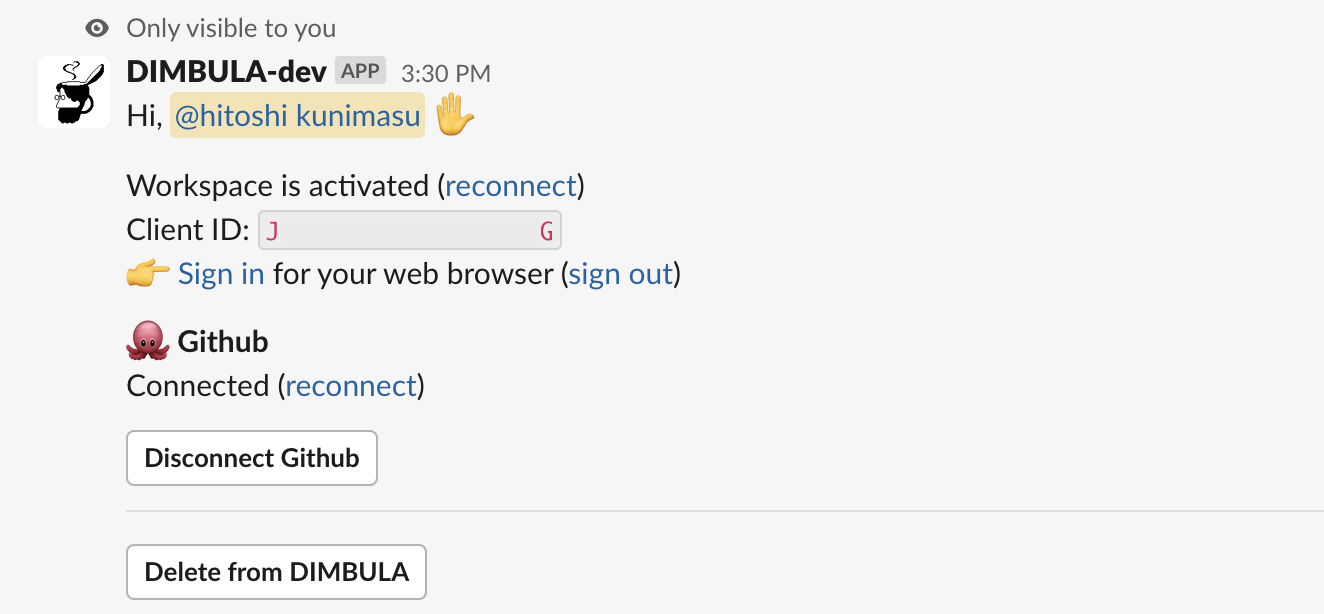 Only visible to you
DIMBULA-dev APP 3:30 PM
Hi, @hitoshi kunimasu
Workspace is activated (reconnect)
Client ID: J G
Sign in for your web browser (sign out)
Github
Connected (reconnect)
Disconnect Github
Delete from DIMBULA